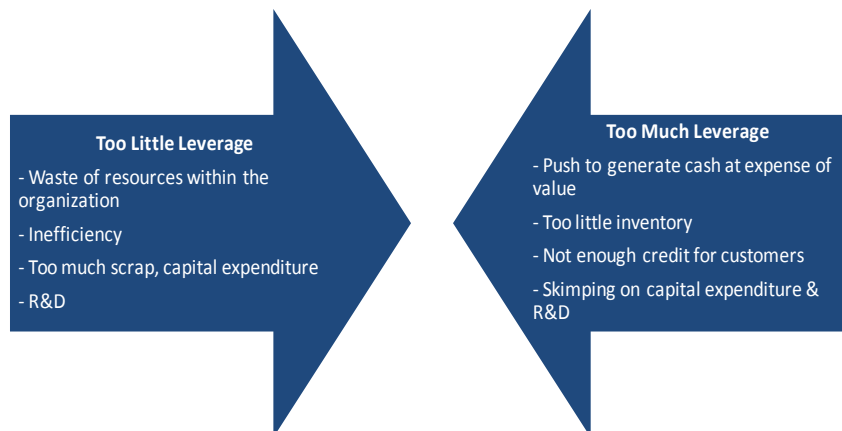 Too Little Leverage
- Waste of resources within the
organization
- Inefficiency
- Too much scrap, capital expenditure
- R&D
Too Much Leverage
- Push to generate cash at expense of
value
- Too little inventory
- Not enough credit for customers
- Skimping on capital expenditure &
R&D